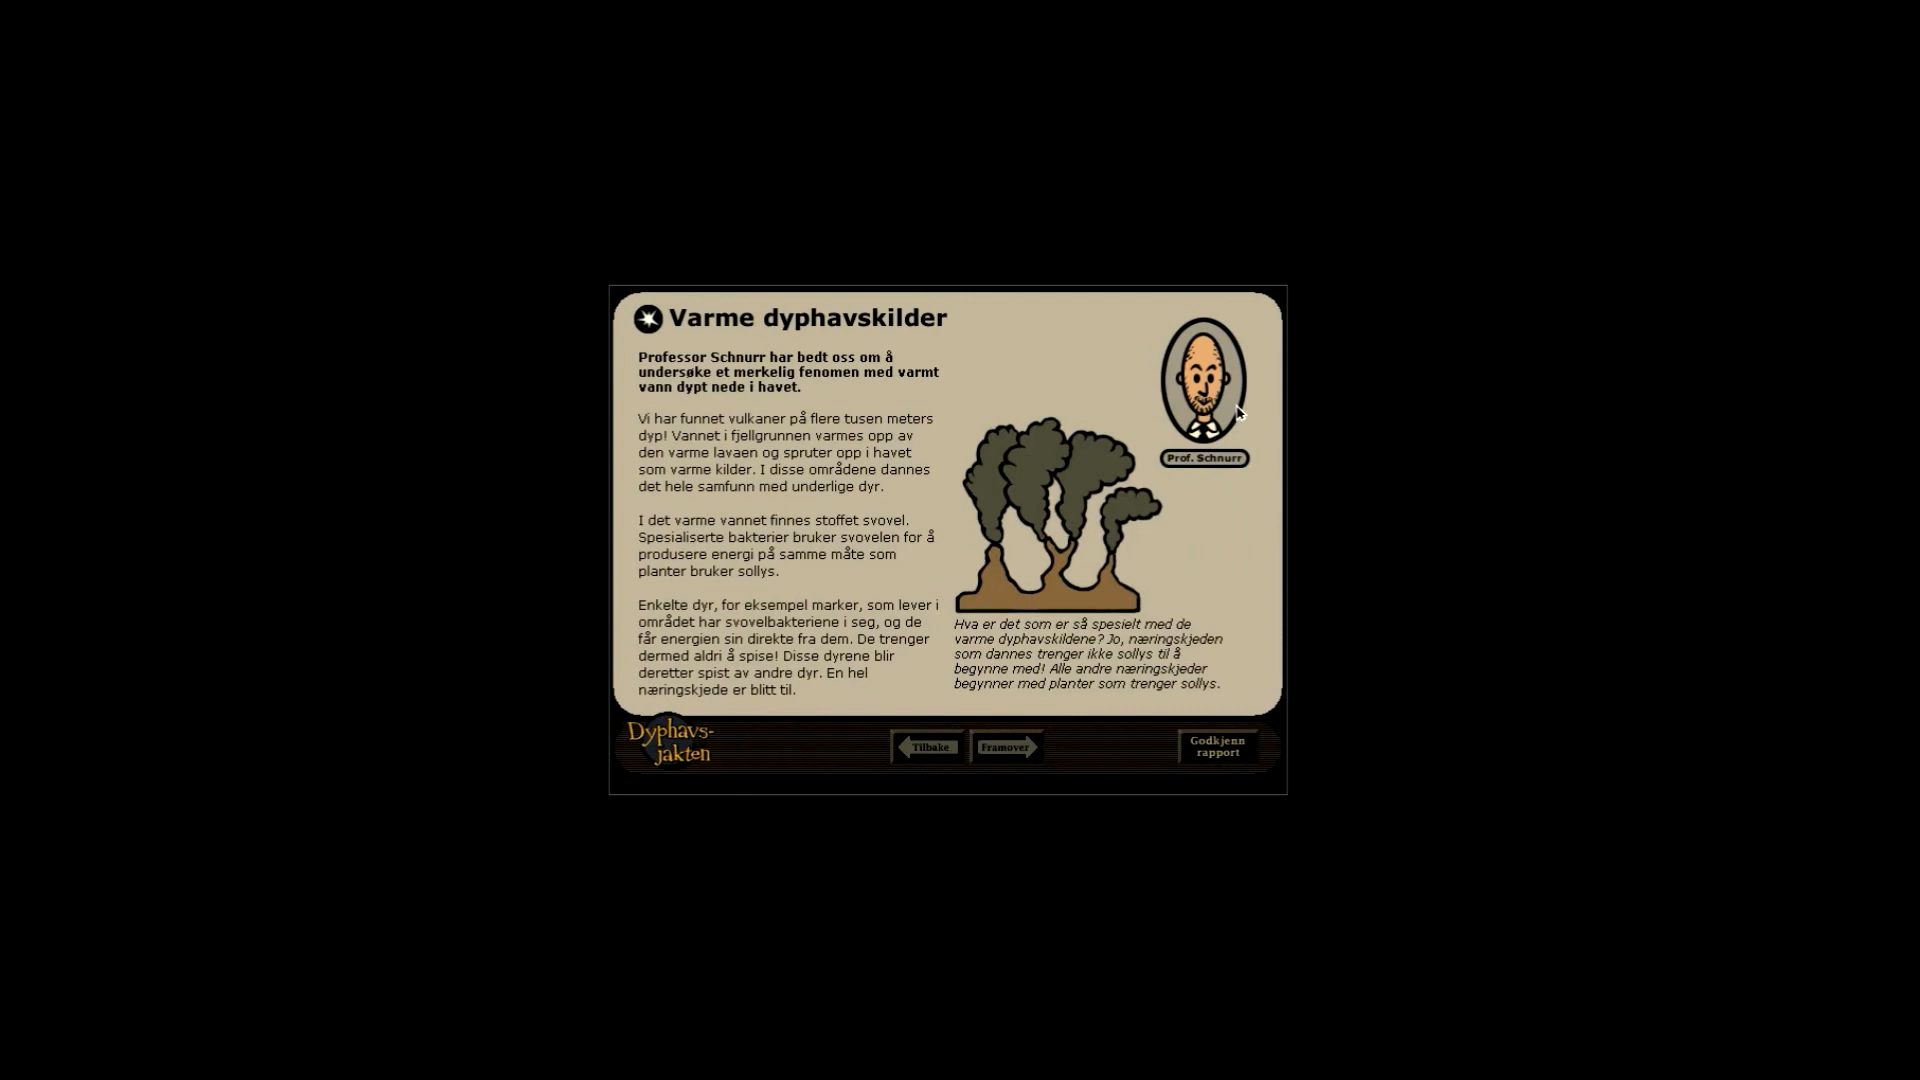 Varme dyphavskilder
Professor Schnurr har bedt oss om å
undersøke et merkelig fenomen med varmt
vann dypt nede i havet.
Vi har funnet vulkaner på flere tusen meters
dyp! Vannet i fjellgrunnen varmes opp av
den varme lavaen og spruter opp i havet
som varme kilder. I disse områdene dannes
det hele samfunn med underlige dyr.
I det varme vannet finnes stoffet svovel.
Spesialiserte bakterier bruker svovelen for å
produsere energi på samme måte som
planter bruker sollys.
Enkelte dyr, for eksempel marker, som lever i
området har svovelbakteriene i seg, og de
får energien sin direkte fra dem. De trenger
dermed aldri å spise! Disse dyrene blir
deretter spist av andre dyr. En hel
næringskjede er blitt til.
Prof. Schnurr
Hva er det som er så spesielt med de
varme dyphavskildene? Jo, næringskjeden
som dannes trenger ikke sollys til å
begynne med! Alle andre næringskjeder
begynner med planter som trenger sollys.
Dyphavs-
jakten
Tilbake
Framover
Godkjenn
rapport